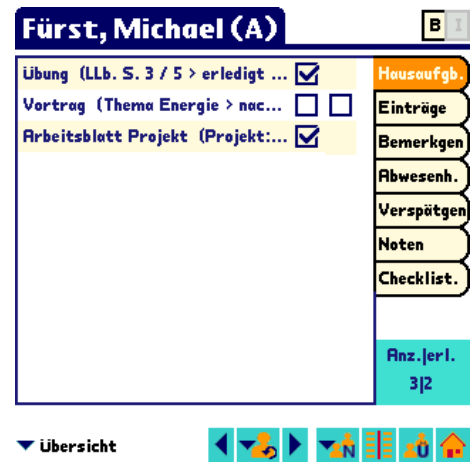 Fürst, Michael (A)
B I
Übung (LLb. S. 3 / 5 > erledigt ...
Vortrag (Thema Energie > nac...
Arbeitsblatt Projekt (Projekt:...
Hausaufgb.
Einträge
Bemerkgen
Abwesenh.
Verspätgen
Noten
Checklist.
Anz.|erl.
3|2
Übersicht
N
Ü